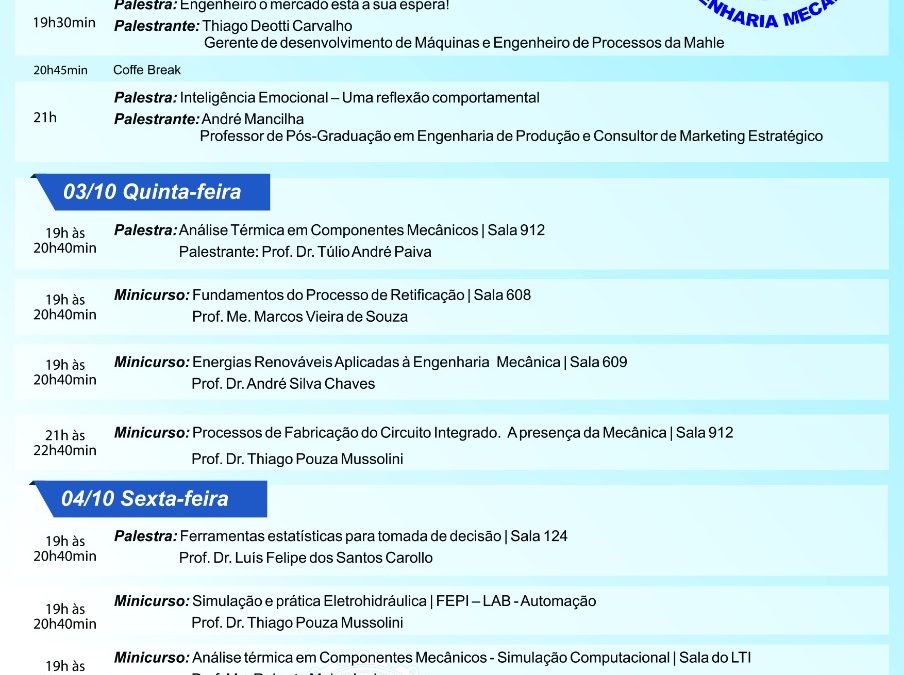 Palestra: Engenheiro o mercado está a sua espera!
19h30min
Palestrante: Thiago Deotti Carvalho
Gerente de desenvolvimento de Máquinas e Engenheiro de Processos da Mahle
20h45min Coffe Break
Palestra: Inteligência Emocional – Uma reflexão comportamental
21h
Palestrante: André Mancilha
Professor de Pós-Graduação em Engenharia de Produção e Consultor de Marketing Estratégico
03/10 Quinta-feira
19h às
20h40min
Palestra: Análise Térmica em Componentes Mecânicos | Sala 912
Palestrante: Prof. Dr. Túlio André Paiva
19h às
20h40min
Minicurso: Fundamentos do Processo de Retificação | Sala 608
Prof. Me. Marcos Vieira de Souza
19h às
20h40min
Minicurso: Energias Renováveis Aplicadas à Engenharia Mecânica | Sala 609
Prof. Dr. André Silva Chaves
21h às
22h40min
Minicurso: Processos de Fabricação do Circuito Integrado. A presença da Mecânica | Sala 912
Prof. Dr. Thiago Pouza Mussolini
04/10 Sexta-feira
19h às
20h40min
Palestra: Ferramentas estatísticas para tomada de decisão | Sala 124
Prof. Dr. Luís Felipe dos Santos Carollo
19h às
20h40min
Minicurso: Simulação e prática Eletrohidráulica | FEPI – LAB - Automação
Prof. Dr. Thiago Pouza Mussolini
19h às
Minicurso: Análise térmica em Componentes Mecânicos - Simulação Computacional | Sala do LTI